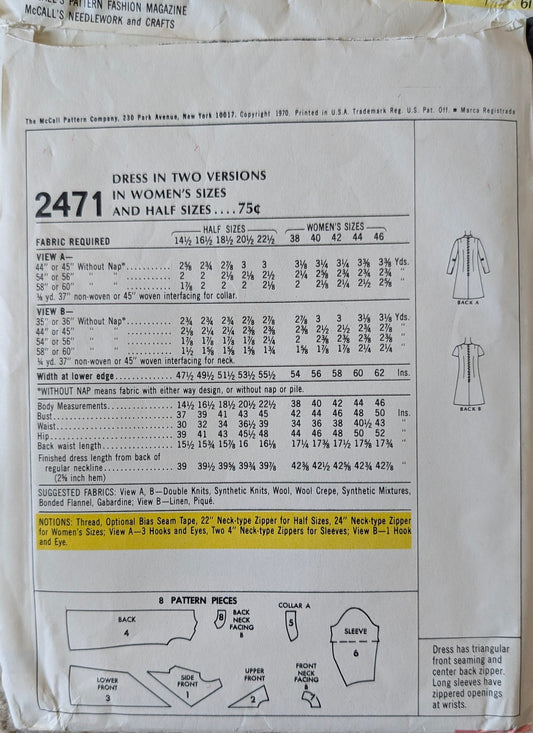 PATTERN FASHION MAGAZINE
McCALL'S NEEDLEWORK and CRAFTS
The McCall Pattern Company, 230 Park Avenue, New York 10017. Copyright 1970. Printed in U.S.A. Trademark Reg. U.S. Pat. Off. ■ Marca Registrada
2471
DRESS IN TWO VERSIONS
IN WOMEN'S SIZES
AND HALF SIZES....75¢
HALF SIZES WOMEN'S SIZES
FABRIC REQUIRED 14½ 16½ 18½ 20½ 22½ 38 40 42 44 46
VIEW A—
44" or 45" Without Nap* 2⅝ 2¾ 2⅞ 3 3 3⅛ 3¼ 3¼ 3⅜ 3⅜ Yds.
54" or 56" " " 2 2 2⅛ 2⅛ 2½ 2¼ 2⅝ 2¾ 2¾ 2¾ "
58" or 60" " " 1⅞ 2 2 2 2⅛ 2 2⅛ 2¼ 2½ 2⅝ "
⅛ yd. 37" non-woven or 45" woven interfacing for collar.
VIEW B—
35" or 36" Without Nap* 2¾ 2¾ 2¾ 2⅞ 2⅞ 2⅞ 3 3 3⅛ 3⅛ Yds.
44" or 45" " " 2⅛ 2¼ 2¼ 2⅜ 2⅜ 2⅜ 2½ 2½ 2¾ 2⅞ "
54" or 56" " " 1⅞ 1⅞ 1⅞ 1⅞ 2¼ 2 2⅜ 2⅜ 2⅜ 2⅜ "
58" or 60" " " 1½ 1⅝ 1⅝ 1⅝ 1¾ 1⅝ 1⅞ 1⅞ 2¼ 2¼ "
yd. 37" non-woven or 45" woven interfacing for neck.
Width at lower edge 47½ 49½ 51½ 53½ 55½ 54 56 58 60 62 Ins.
*WITHOUT NAP means fabric with either way design, or without nap or pile.
Body Measurements 14½ 16½ 18½ 20½ 22½ 38 40 42 44 46
Bust 37 39 41 43 45 42 44 46 48 50 Ins.
Waist 30 32 34 36½ 39 34 36 38 40½ 43 "
Hip 39 41 43 45½ 48 44 46 48 50 52 "
Back waist length 15½ 15¾ 15⅞ 16 16⅛ 17¼ 17⅜ 17½ 17⅝ 17¾ "
Finished dress length from back of
regular neckline 39 39½ 39⅝ 39¾ 39⅞ 42⅜ 42½ 42⅝ 42¾ 42⅞ "
(2⅝ inch hem)
SUGGESTED FABRICS: View A, B—Double Knits, Synthetic Knits, Wool, Wool Crepe, Synthetic Mixtures,
Bonded Flannel, Gabardine; View B—Linen, Piqué.
NOTIONS: Thread, Optional Bias Seam Tape, 22" Neck-type Zipper for Half Sizes, 24" Neck-type Zipper
for Women's Sizes; View A—3 Hooks and Eyes, Two 4" Neck-type Zippers for Sleeves; View B—1 Hook
and Eye.
BACK A
BACK B
8 PATTERN PIECES
BACK
4
8
BACK
NECK
FACING
B
COLLAR A
5
SLEEVE
6
LOWER
FRONT
3
SIDE
FRONT
1
UPPER
FRONT
2
FRONT
NECK
FACING
B
7
Dress has triangular
front seaming and
center back zipper.
Long sleeves have
zippered openings
at wrists.